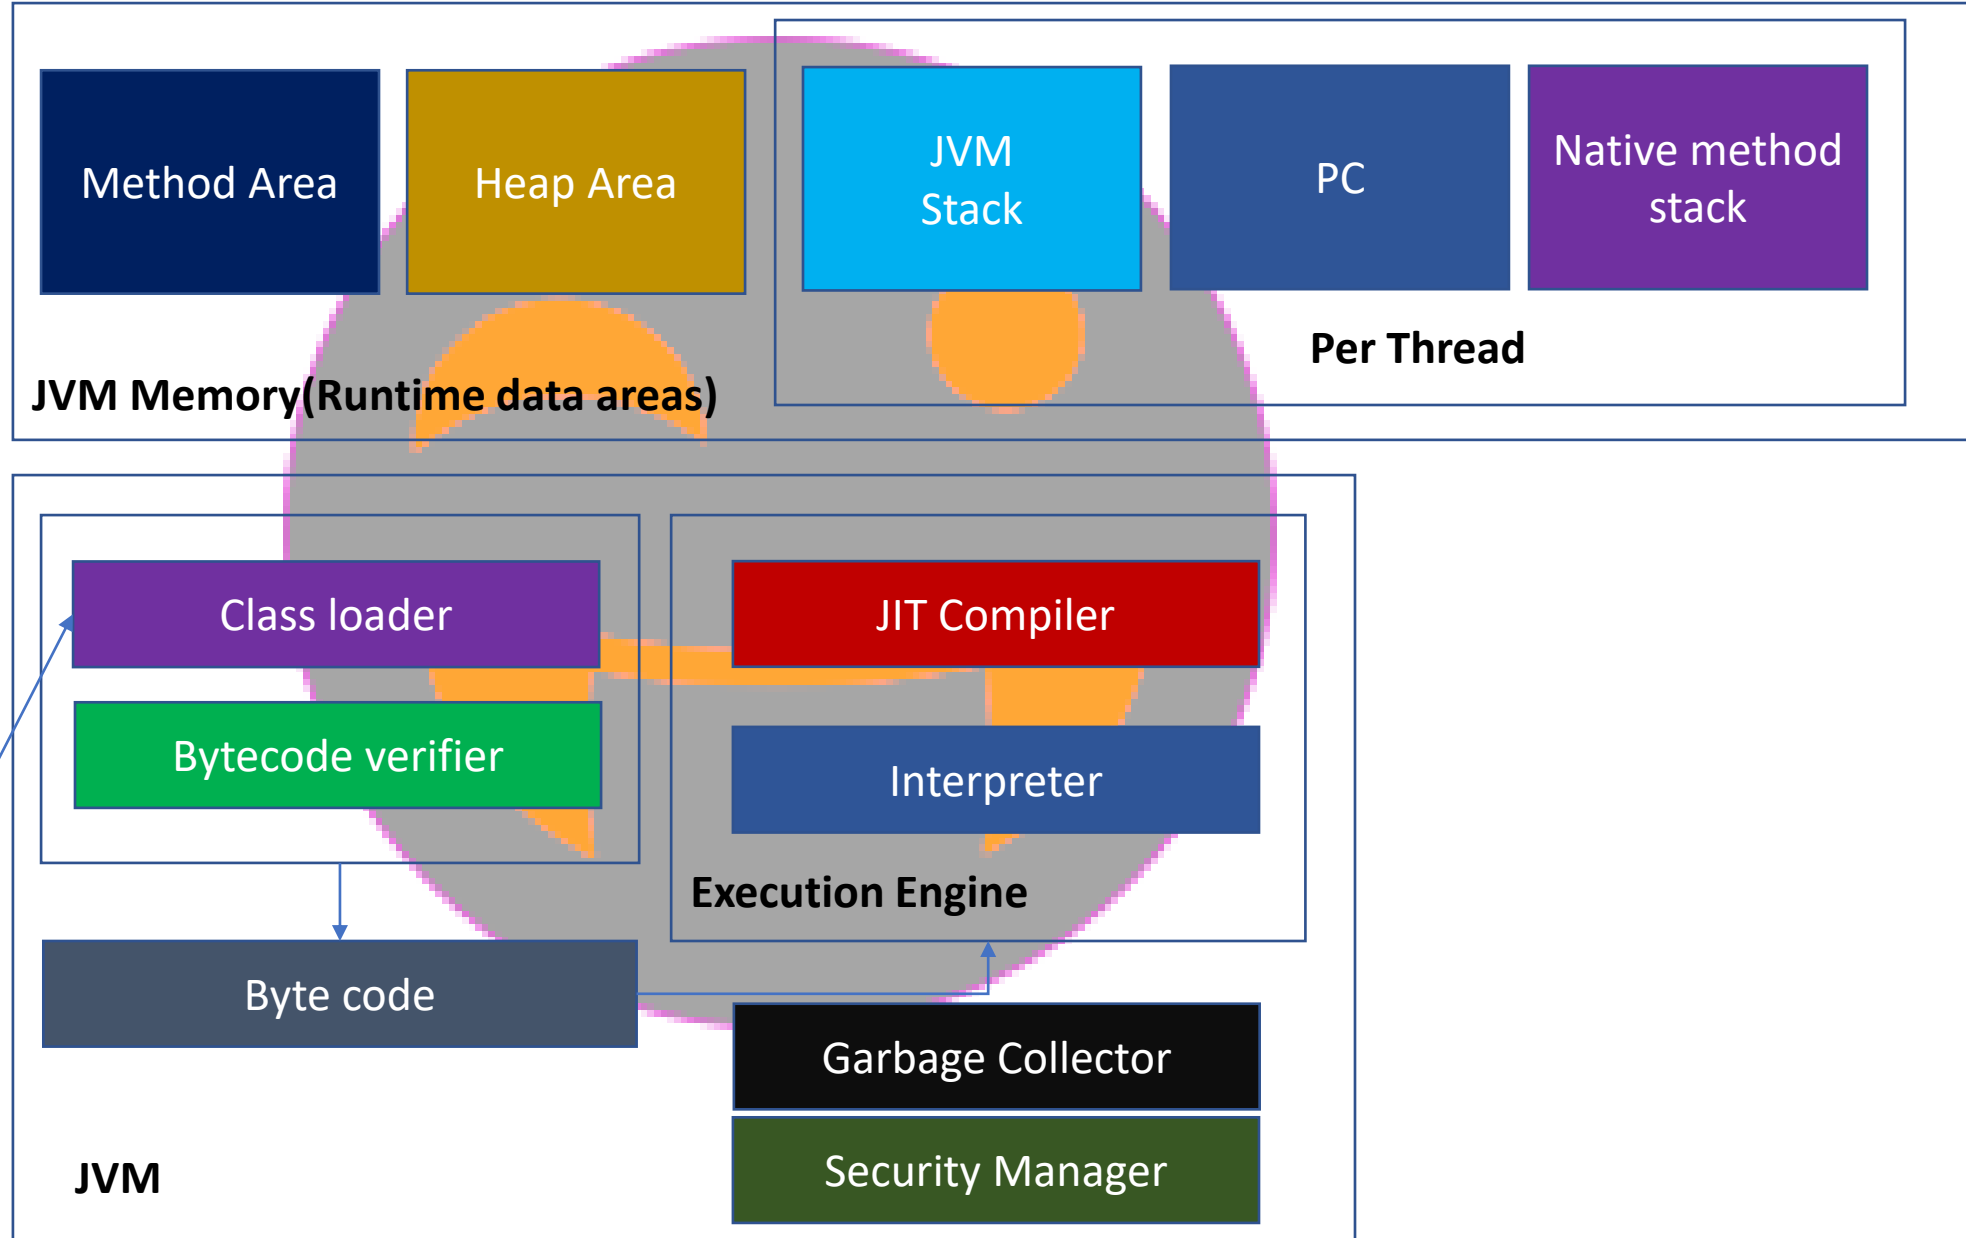 Method Area
Heap Area
JVM
Stack
PC
Native method
stack
Per Thread
JVM Memory(Runtime data areas)
Class loader
JIT Compiler
Bytecode verifier
Interpreter
Execution Engine
Byte code
Garbage Collector
Security Manager
JVM